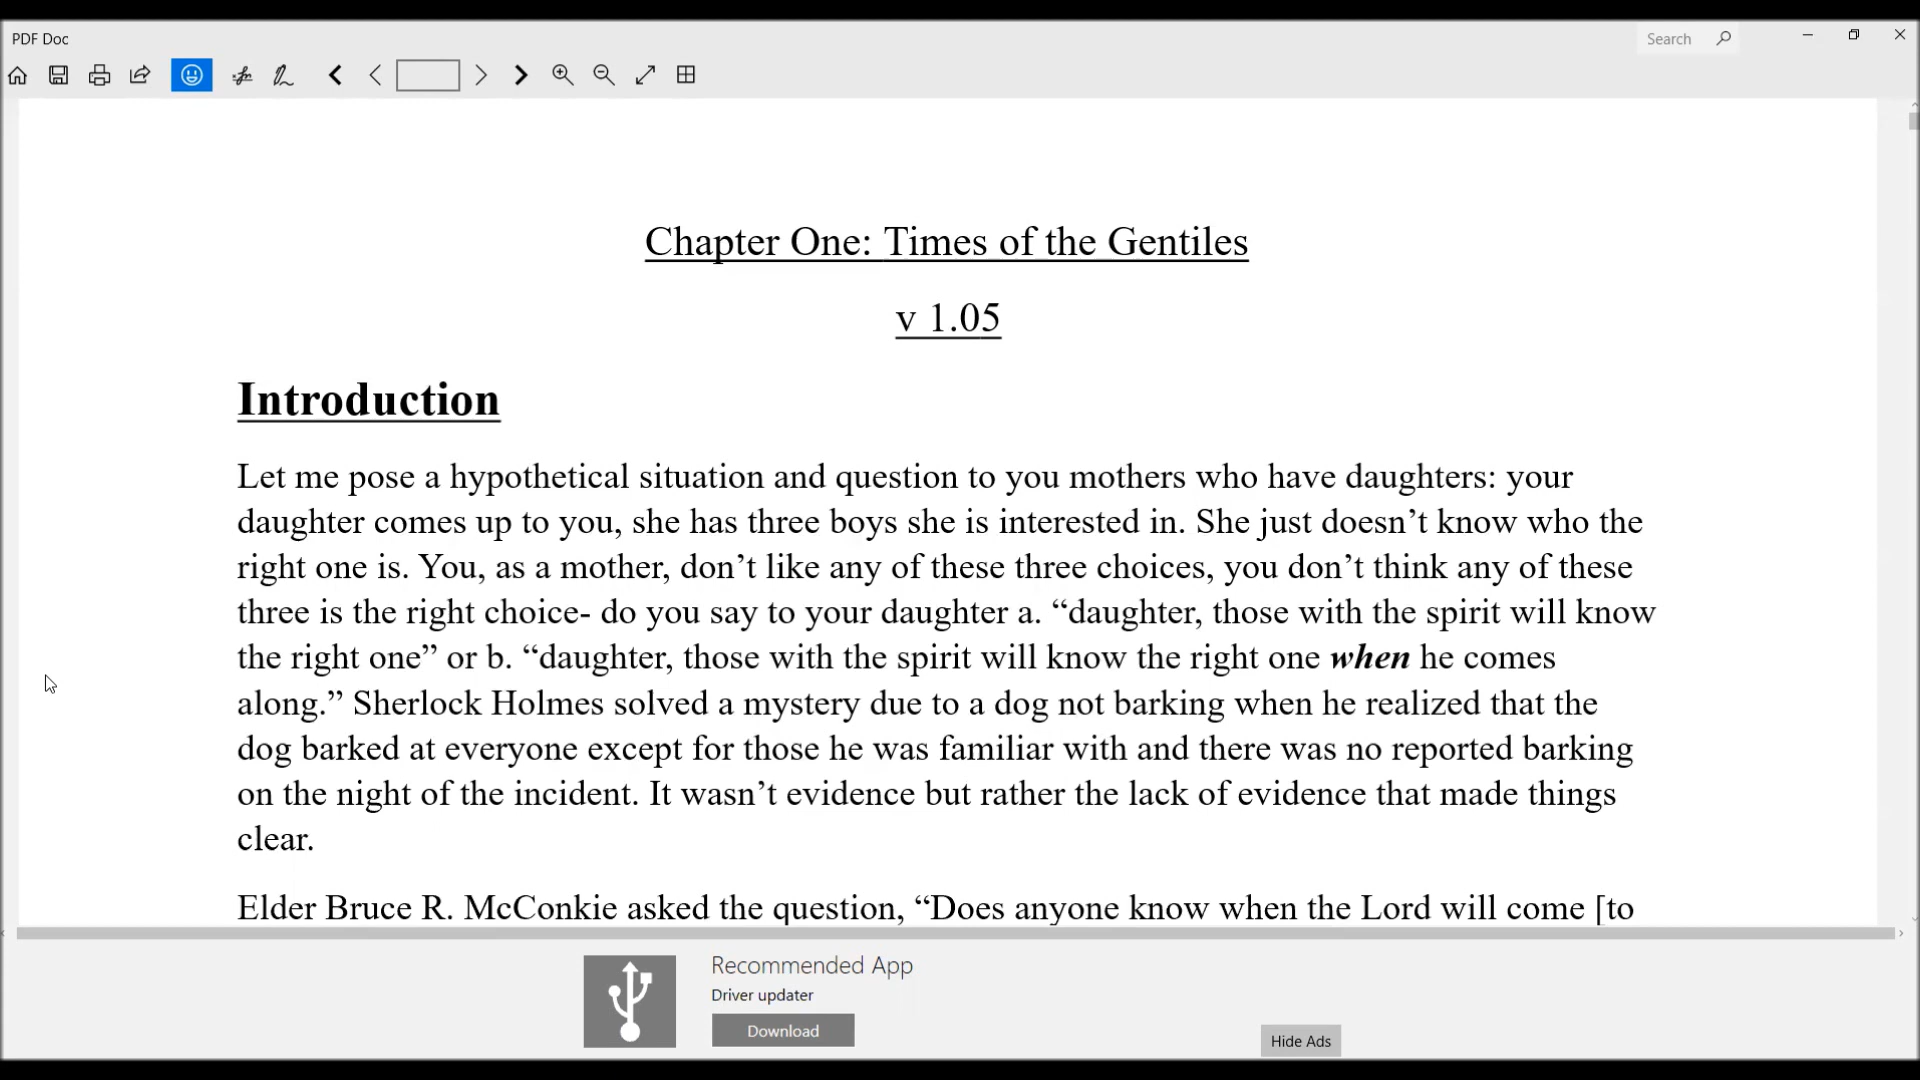 PDF Doc
Search
Chapter One: Times of the Gentiles
v 1.05
Introduction
Let me pose a hypothetical situation and question to you mothers who have daughters: your
daughter comes up to you, she has three boys she is interested in. She just doesn’t know who the
right one is. You, as a mother, don’t like any of these three choices, you don’t think any of these
three is the right choice- do you say to your daughter a. “daughter, those with the spirit will know
the right one” or b. “daughter, those with the spirit will know the right one when he comes
along.” Sherlock Holmes solved a mystery due to a dog not barking when he realized that the
dog barked at everyone except for those he was familiar with and there was no reported barking
on the night of the incident. It wasn’t evidence but rather the lack of evidence that made things
clear.
Elder Bruce R. McConkie asked the question, “Does anyone know when the Lord will come [to
Recommended App
Driver updater
Download
Hide Ads